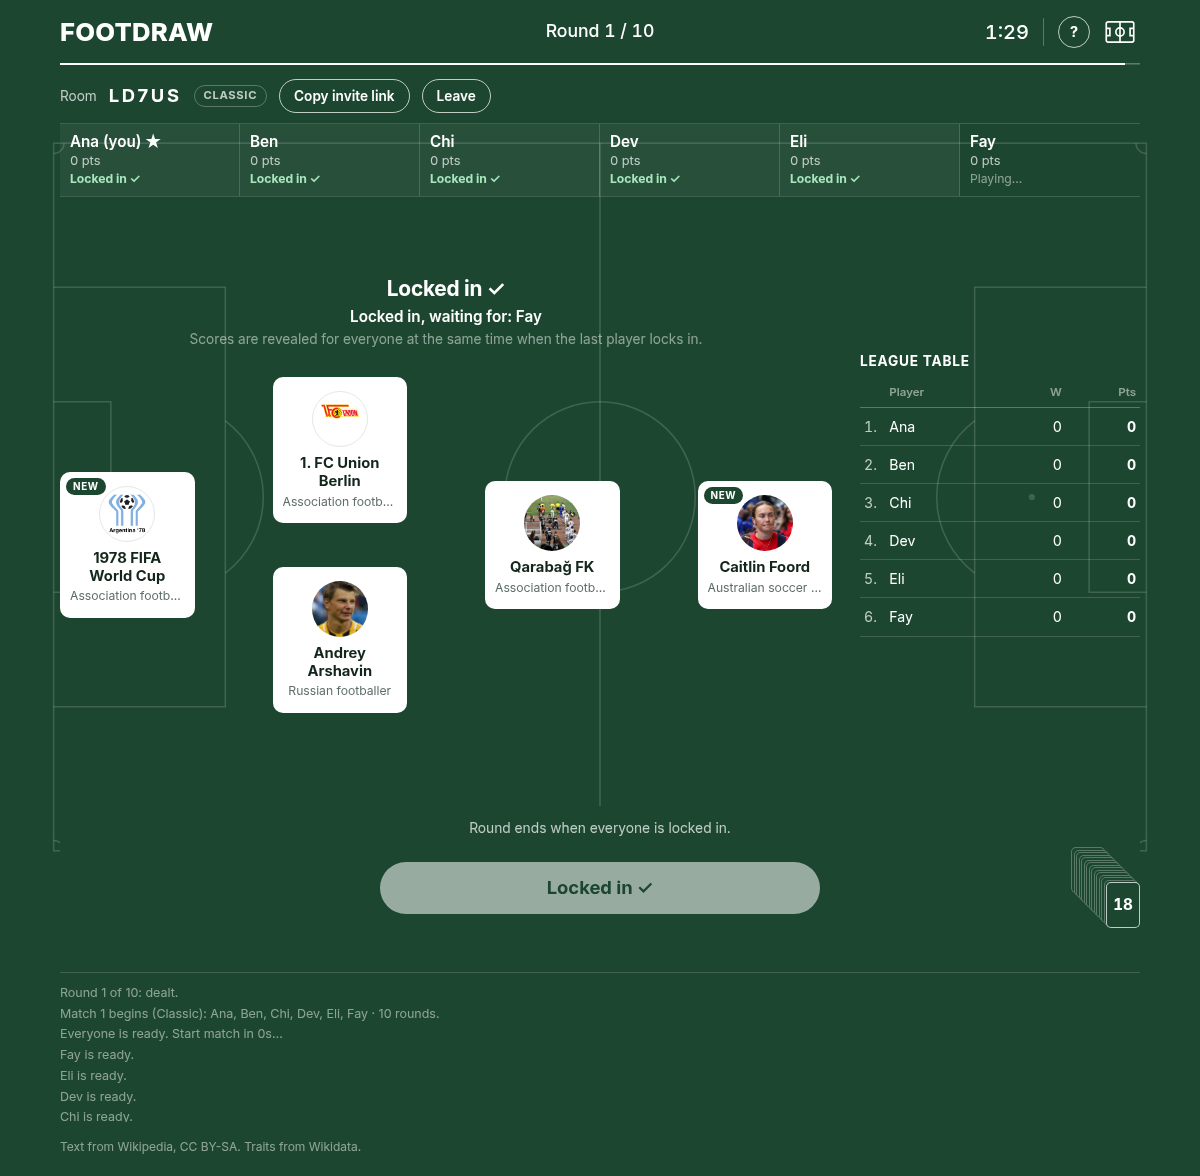 FOOTDRAW
Round 1 / 10
1:29
?
Room LD7US CLASSIC Copy invite link Leave
Ana (you) ★
0 pts
Locked in ✓
Ben
0 pts
Locked in ✓
Chi
0 pts
Locked in ✓
Dev
0 pts
Locked in ✓
Eli
0 pts
Locked in ✓
Fay
0 pts
Playing...
Locked in ✓
Locked in, waiting for: Fay
Scores are revealed for everyone at the same time when the last player locks in.
NEW
Argentina '78
1978 FIFA
World Cup
Association footb...
1. FC Union
Berlin
Association footb...
Andrey
Arshavin
Russian footballer
Qarabağ FK
Association footb...
NEW
Caitlin Foord
Australian soccer ...
LEAGUE TABLE
Player W Pts
1. Ana 0 0
2. Ben 0 0
3. Chi 0 0
4. Dev 0 0
5. Eli 0 0
6. Fay 0 0
Round ends when everyone is locked in.
Locked in ✓
18
Round 1 of 10: dealt.
Match 1 begins (Classic): Ana, Ben, Chi, Dev, Eli, Fay · 10 rounds.
Everyone is ready. Start match in 0s...
Fay is ready.
Eli is ready.
Dev is ready.
Chi is ready.
Text from Wikipedia, CC BY-SA. Traits from Wikidata.